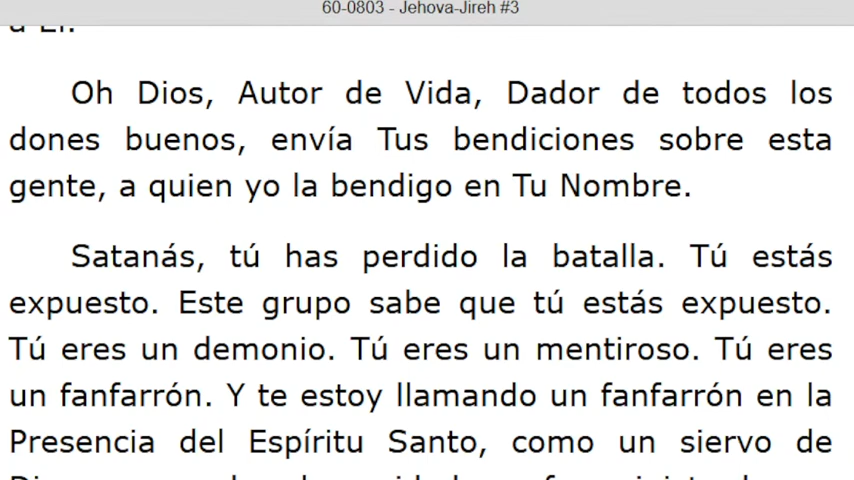 60-0803 - Jehova-Jireh #3
a Él.
Oh Dios, Autor de Vida, Dador de todos los
dones buenos, envía Tus bendiciones sobre esta
gente, a quien yo la bendigo en Tu Nombre.
Satanás, tú has perdido la batalla. Tú estás
expuesto. Este grupo sabe que tú estás expuesto.
Tú eres un demonio. Tú eres un mentiroso. Tú eres
un fanfarrón. Y te estoy llamando un fanfarrón en la
Presencia del Espíritu Santo, como un siervo de